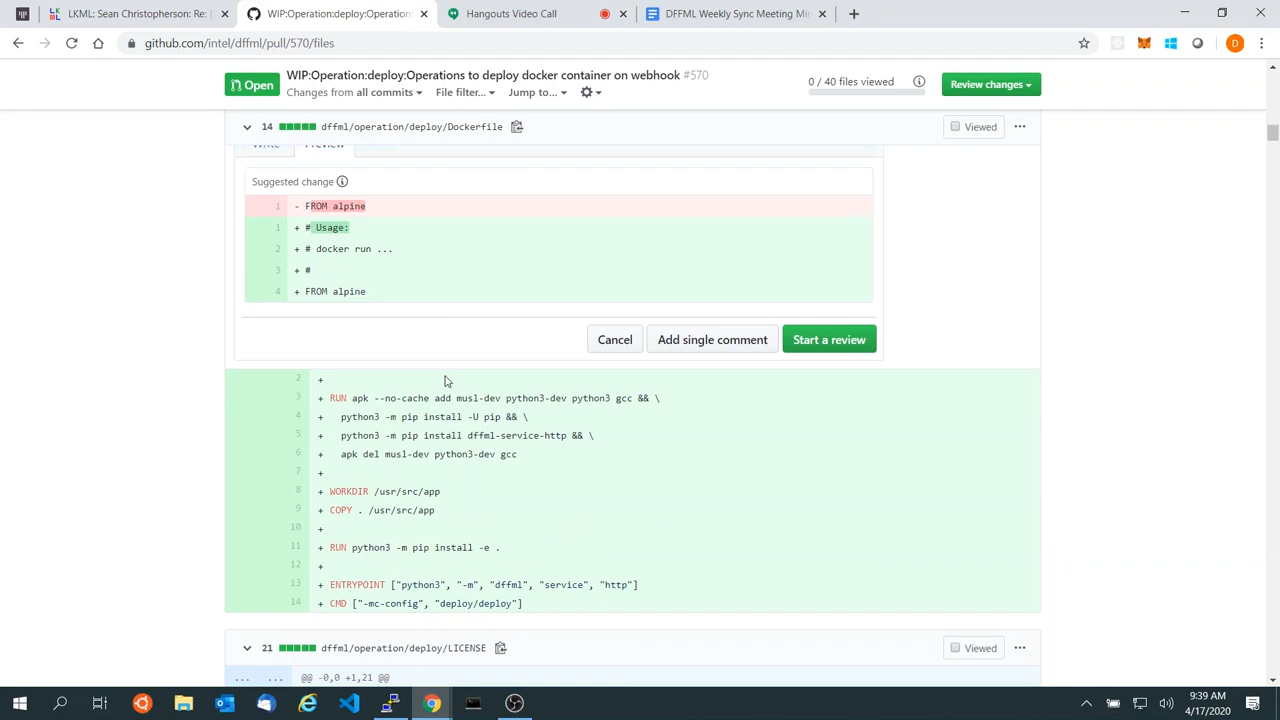 LKML: Sean Christopherson: Re:
WIP:Operation:deploy:Operation
Hangouts Video Call
DFFML Weekly Sync Meeting Mi
github.com/intel/dffml/pull/570/files
D
Open
WIP:Operation:deploy:Operations to deploy docker container on webhook #570
Changes from all commits
File filter...
Jump to...
0 / 40 files viewed
Review changes
14 dffml/operation/deploy/Dockerfile
Viewed
Write
Preview
Suggested change
1 - FROM alpine
1 + # Usage:
2 + # docker run ...
3 + #
4 + FROM alpine
Cancel
Add single comment
Start a review
2 +
3 + RUN apk --no-cache add musl-dev python3-dev python3 gcc && \
4 + python3 -m pip install -U pip && \
5 + python3 -m pip install dffml-service-http && \
6 + apk del musl-dev python3-dev gcc
7 +
8 + WORKDIR /usr/src/app
9 + COPY . /usr/src/app
10 +
11 + RUN python3 -m pip install -e .
12 +
13 + ENTRYPOINT ["python3", "-m", "dffml", "service", "http"]
14 + CMD ["-mc-config", "deploy/deploy"]
21 dffml/operation/deploy/LICENSE
Viewed
... ... @@ -0,0 +1,21 @@
9:39 AM
4/17/2020